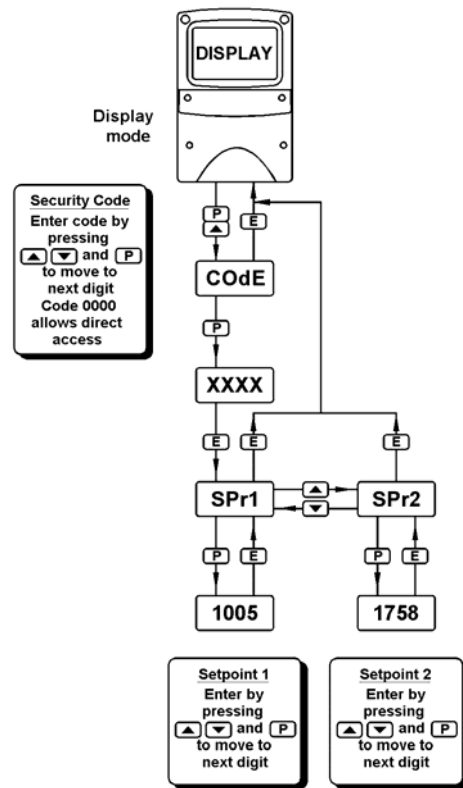 DISPLAY
Display
mode
Security Code
Enter code by
pressing
▲ ▼ and P
to move to
next digit
Code 0000
allows direct
access
P
▲
E
COdE
P
XXXX
E
E
E
SPr1
▲
▼
SPr2
P
E
P
E
1005
1758
Setpoint 1
Enter by
pressing
▲ ▼ and P
to move to
next digit
Setpoint 2
Enter by
pressing
▲ ▼ and P
to move to
next digit